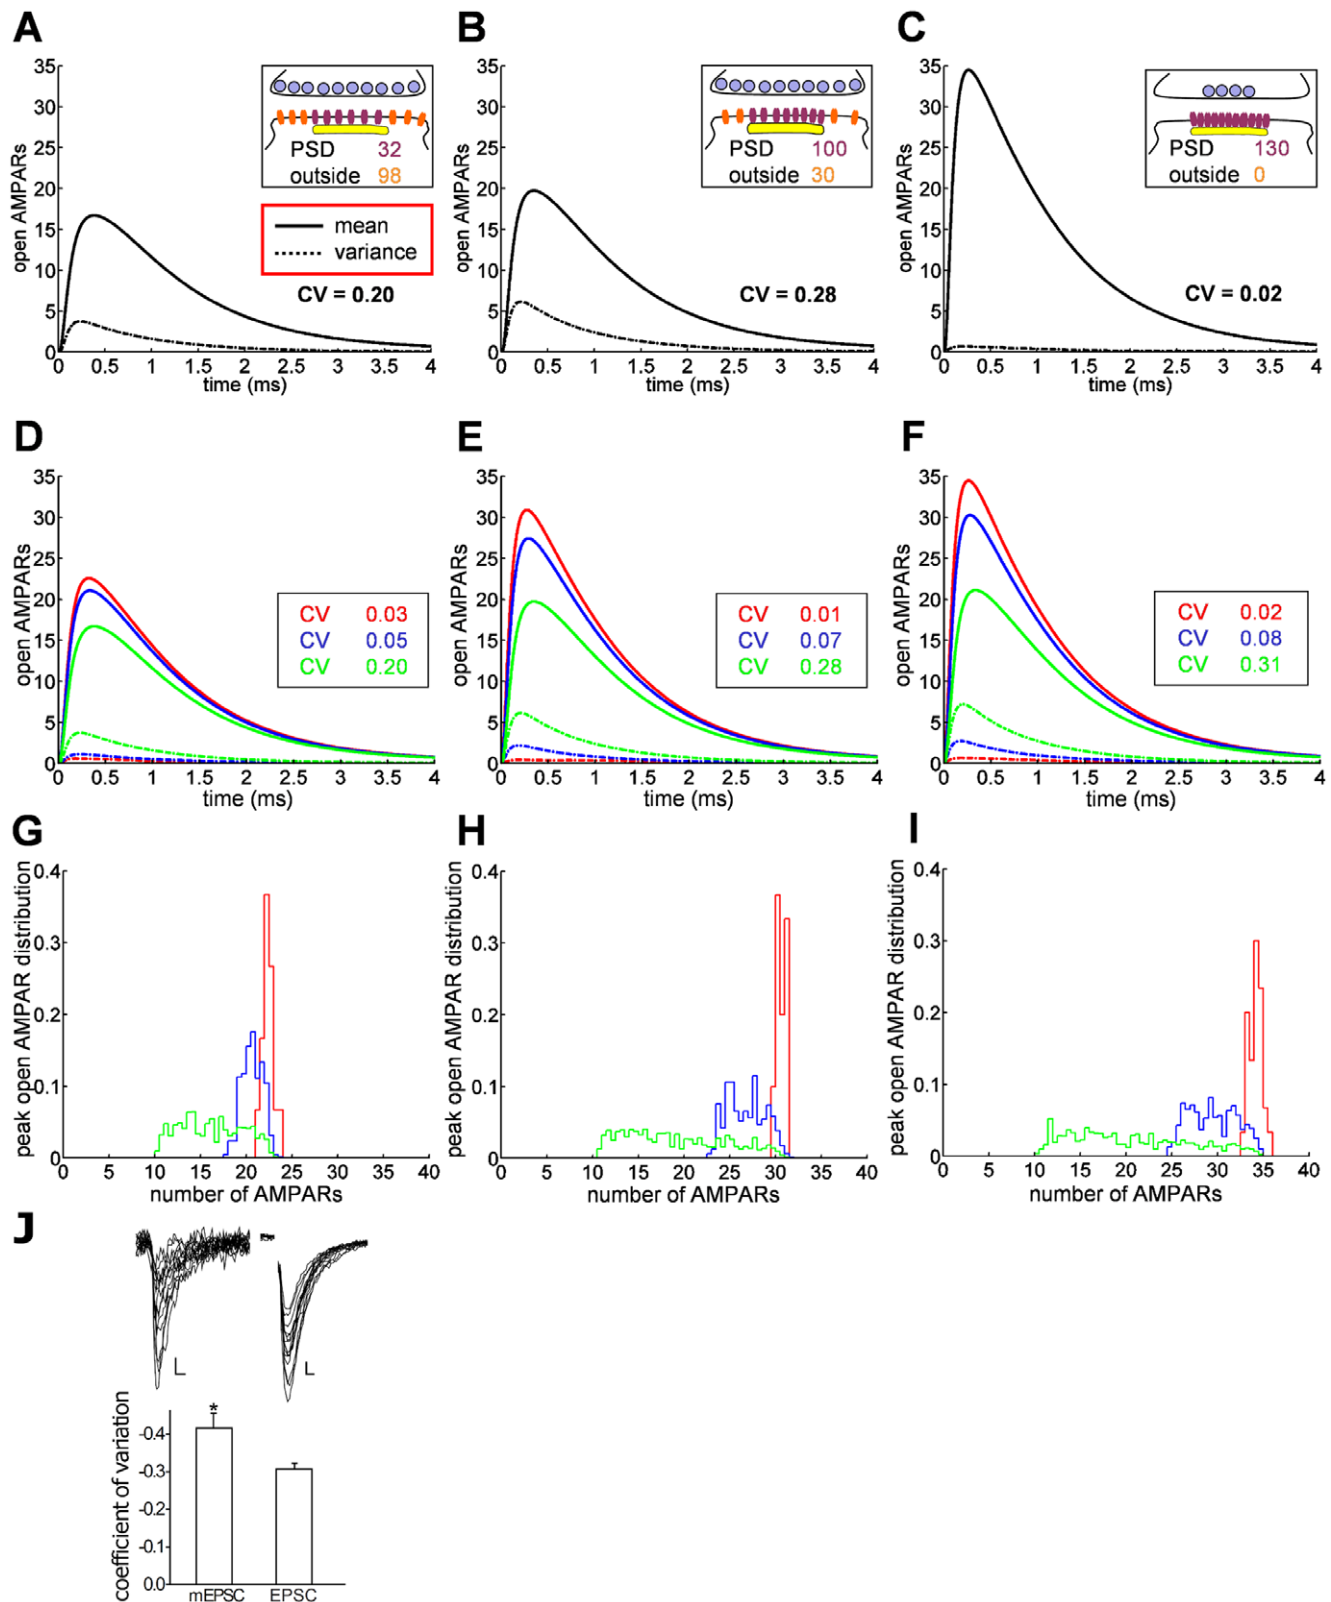 A
open AMPARs
35
30
25
20
15
10
5
0
PSD 32
outside 98
mean
variance
CV = 0.20
0 0.5 1 1.5 2 2.5 3 3.5 4
time (ms)
B
open AMPARs
35
30
25
20
15
10
5
0
PSD 100
outside 30
CV = 0.28
0 0.5 1 1.5 2 2.5 3 3.5 4
time (ms)
C
open AMPARs
35
30
25
20
15
10
5
0
PSD 130
outside 0
CV = 0.02
0 0.5 1 1.5 2 2.5 3 3.5 4
time (ms)
D
open AMPARs
35
30
25
20
15
10
5
0
CV 0.03
CV 0.05
CV 0.20
0 0.5 1 1.5 2 2.5 3 3.5 4
time (ms)
E
open AMPARs
35
30
25
20
15
10
5
0
CV 0.01
CV 0.07
CV 0.28
0 0.5 1 1.5 2 2.5 3 3.5 4
time (ms)
F
open AMPARs
35
30
25
20
15
10
5
0
CV 0.02
CV 0.08
CV 0.31
0 0.5 1 1.5 2 2.5 3 3.5 4
time (ms)
G
peak open AMPAR distribution
0.4
0.3
0.2
0.1
0
0 5 10 15 20 25 30 35 40
number of AMPARs
H
peak open AMPAR distribution
0.4
0.3
0.2
0.1
0
0 5 10 15 20 25 30 35 40
number of AMPARs
I
peak open AMPAR distribution
0.4
0.3
0.2
0.1
0
0 5 10 15 20 25 30 35 40
number of AMPARs
J
coefficient of variation
-0.4
-0.3
-0.2
-0.1
0.0
*
mEPSC EPSC